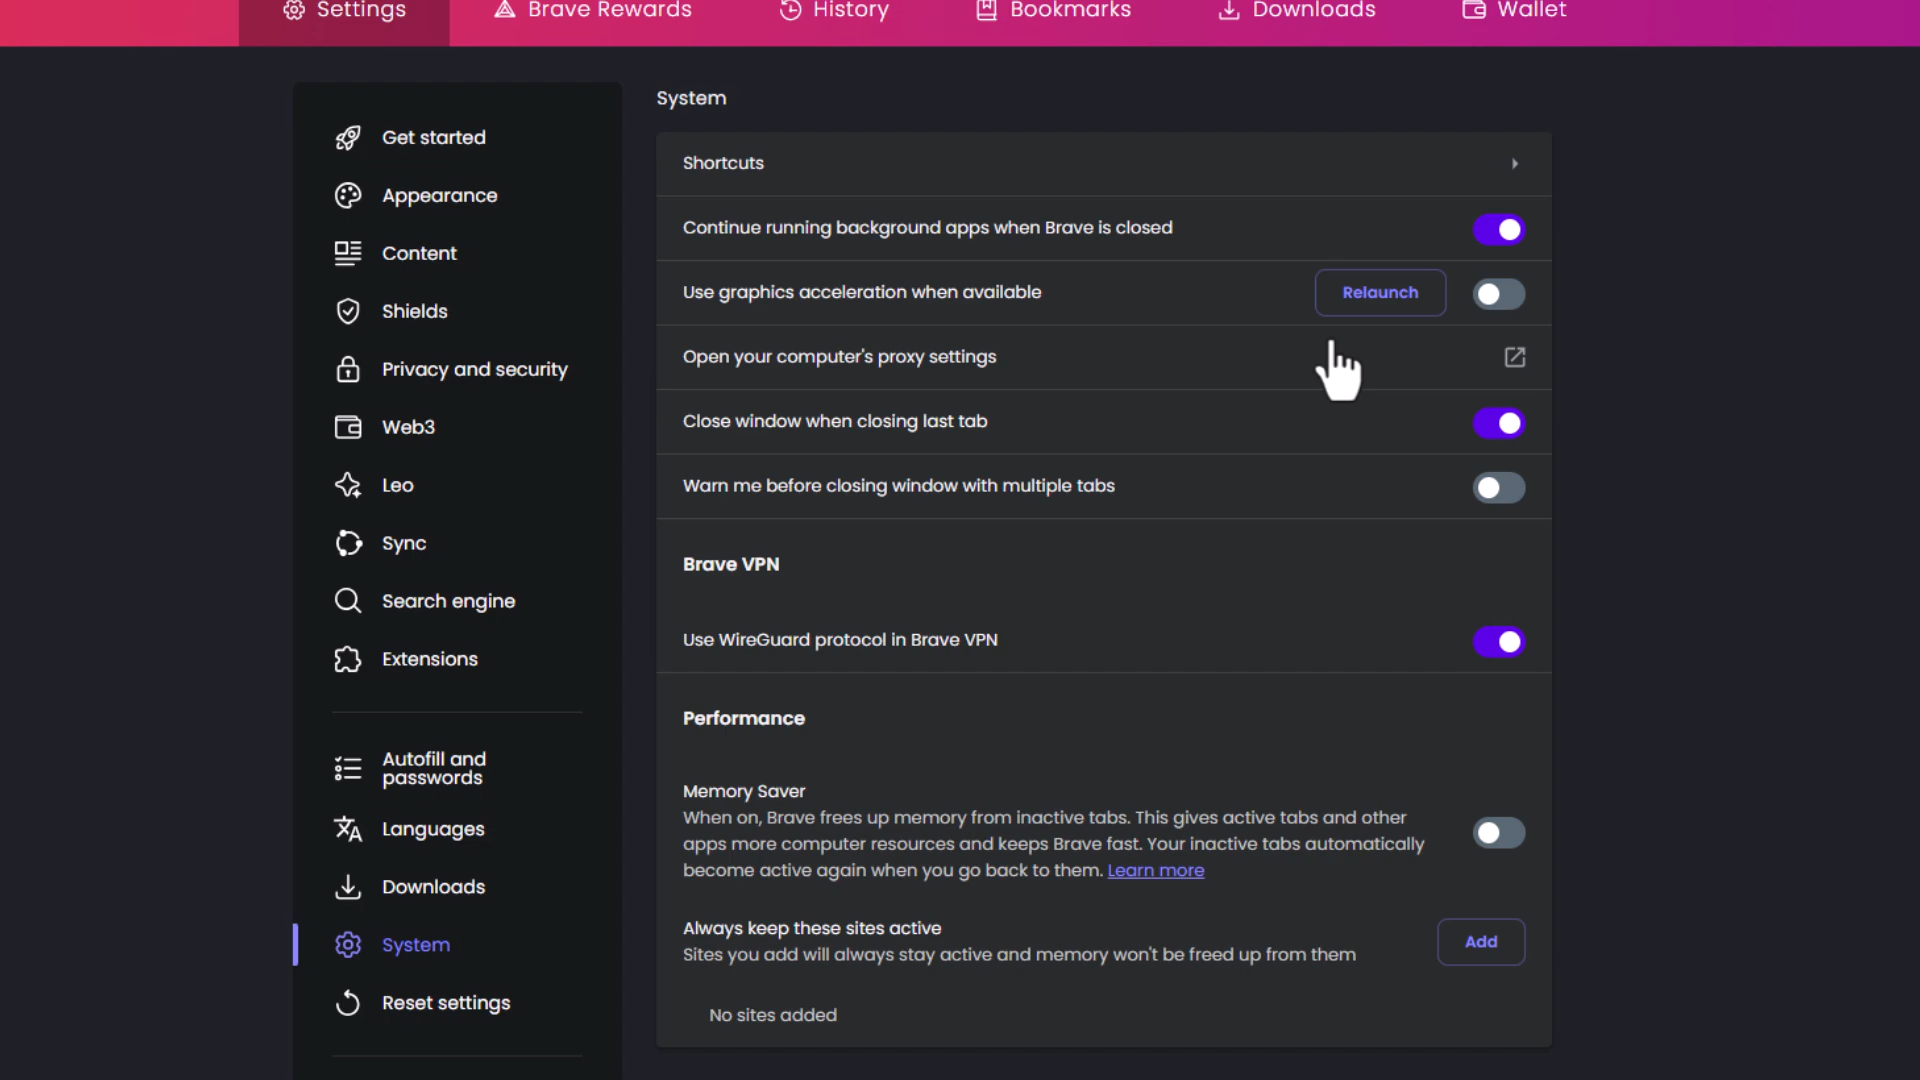 Settings
Brave Rewards
History
Bookmarks
Downloads
Wallet
Get started
Appearance
Content
Shields
Privacy and security
Web3
Leo
Sync
Search engine
Extensions
Autofill and
passwords
Languages
Downloads
System
Reset settings
System
Shortcuts
Continue running background apps when Brave is closed
Use graphics acceleration when available
Relaunch
Open your computer's proxy settings
Close window when closing last tab
Warn me before closing window with multiple tabs
Brave VPN
Use WireGuard protocol in Brave VPN
Performance
Memory Saver
When on, Brave frees up memory from inactive tabs. This gives active tabs and other
apps more computer resources and keeps Brave fast. Your inactive tabs automatically
become active again when you go back to them. Learn more
Always keep these sites active
Sites you add will always stay active and memory won't be freed up from them
Add
No sites added